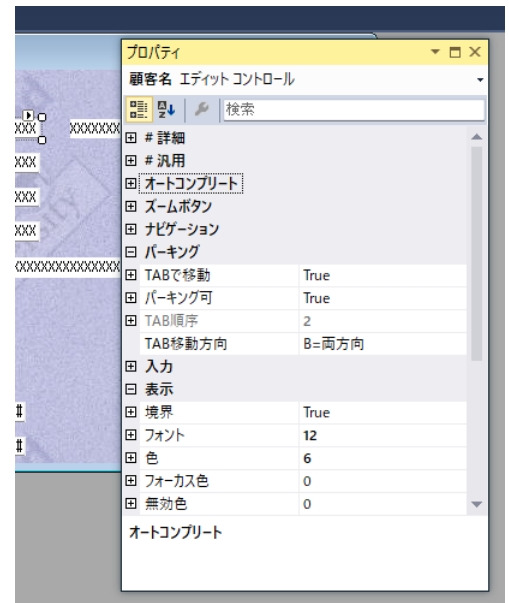 プロパティ
顧客名 エディット コントロール
検索
# 詳細
# 汎用
オートコンプリート
ズームボタン
ナビゲーション
パーキング
TABで移動 True
パーキング可 True
TAB順序 2
TAB移動方向 B=両方向
入力
表示
境界 True
フォント 12
色 6
フォーカス色 0
無効色 0
オートコンプリート
XXX XXXXXXX
XXX
XXX
XXX
XXXXXXXXXXXXXXX
#
#